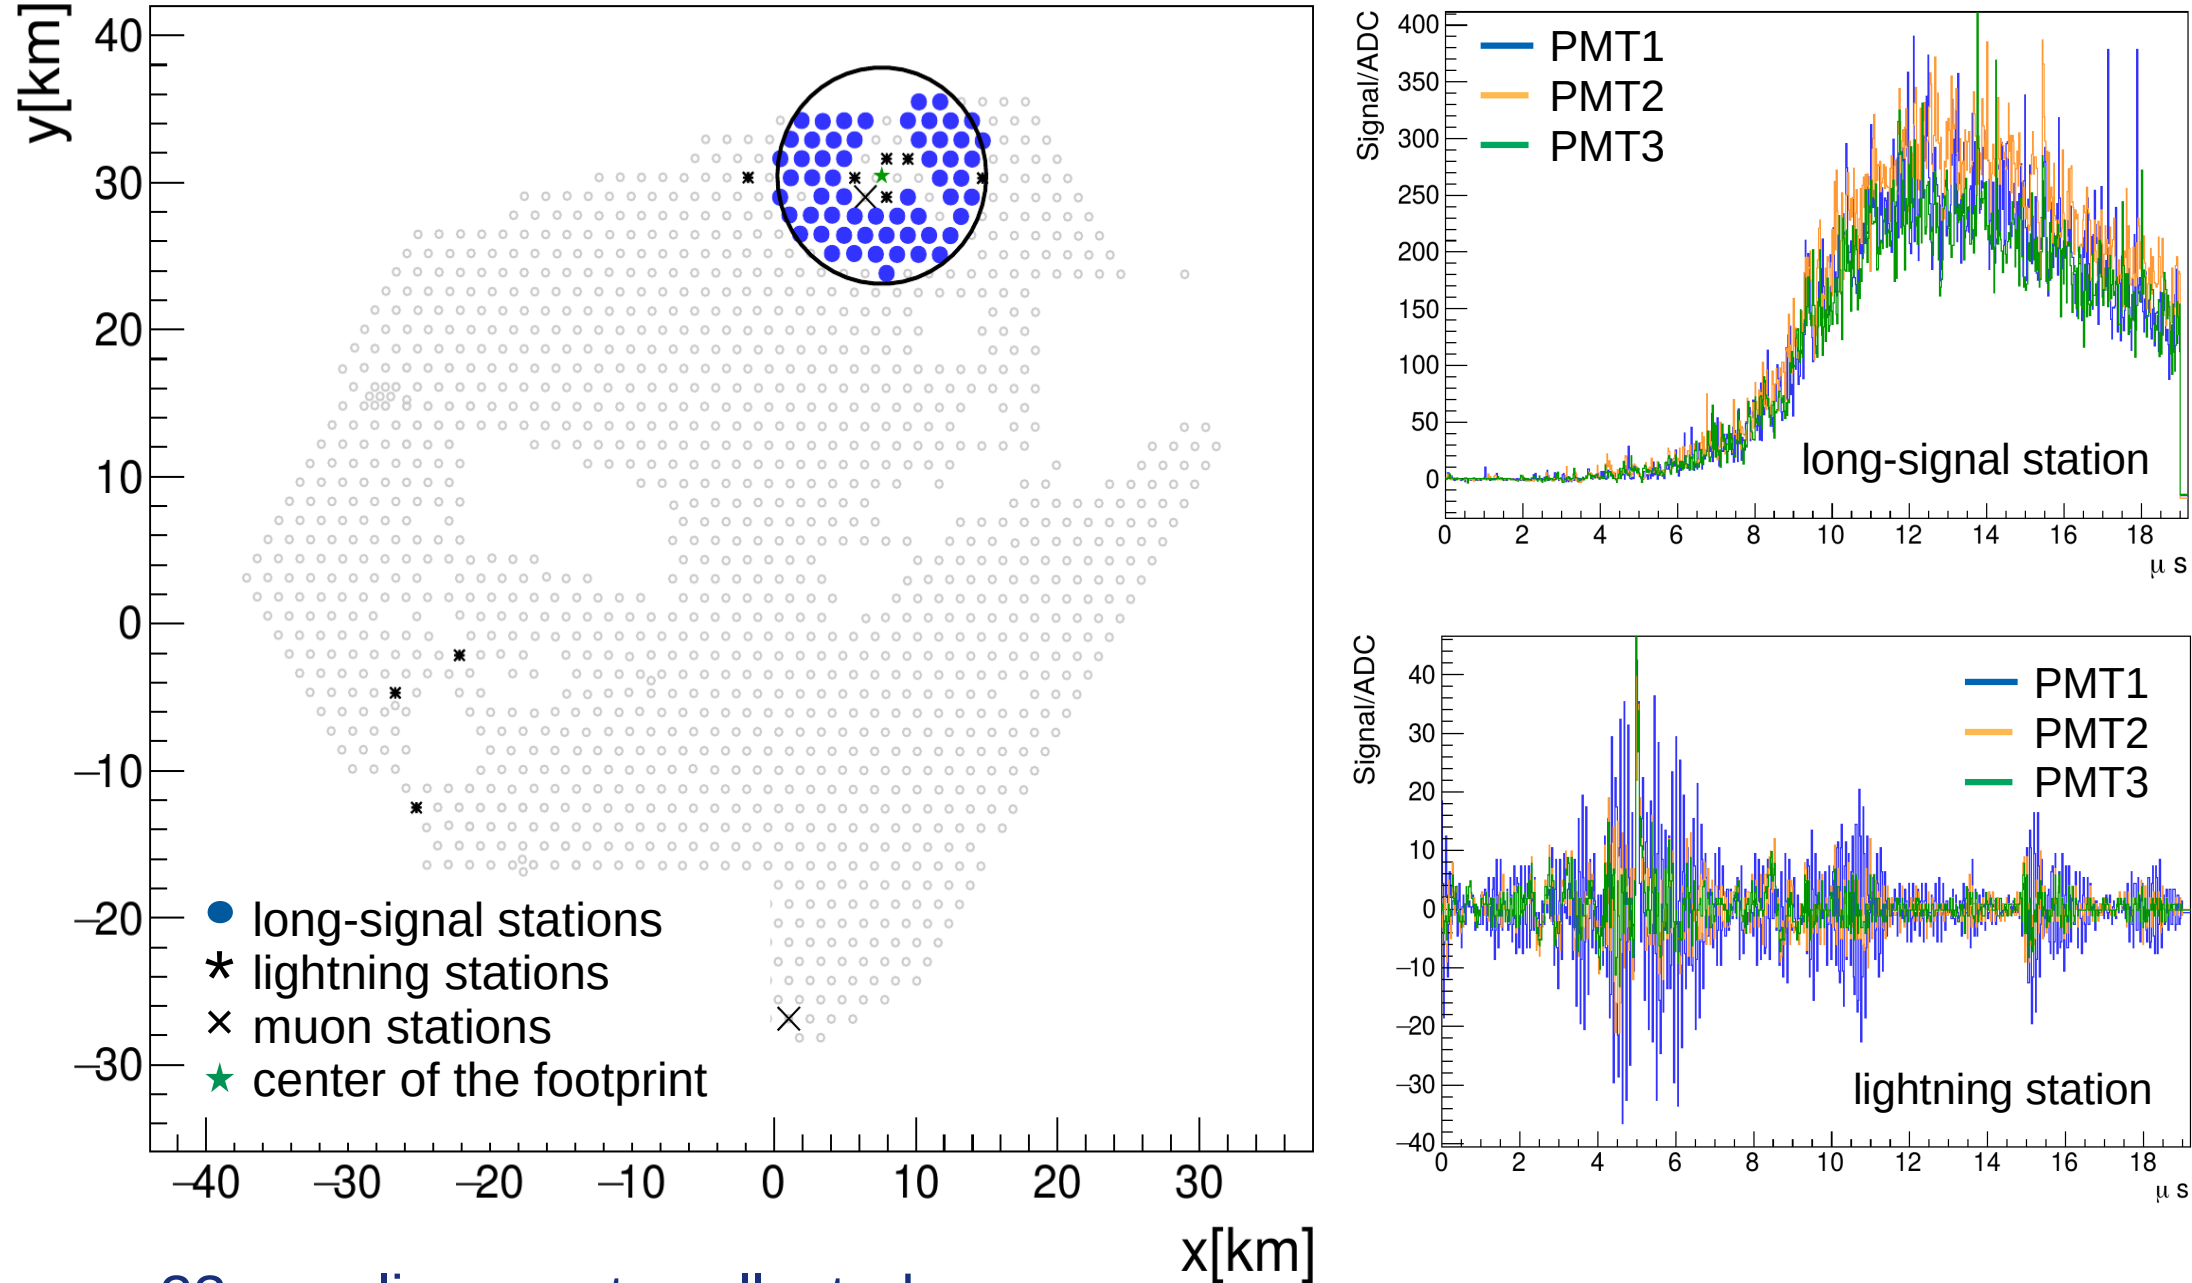 y[km]
40
30
20
10
0
−10
−20
−30
−40 −30 −20 −10 0 10 20 30
x[km]
long-signal stations
lightning stations
muon stations
center of the footprint
Signal/ADC
400
350
300
250
200
150
100
50
0
PMT1
PMT2
PMT3
long-signal station
0 2 4 6 8 10 12 14 16 18
μ s
Signal/ADC
40
30
20
10
0
−10
−20
−30
−40
PMT1
PMT2
PMT3
lightning station
0 2 4 6 8 10 12 14 16 18
μ s